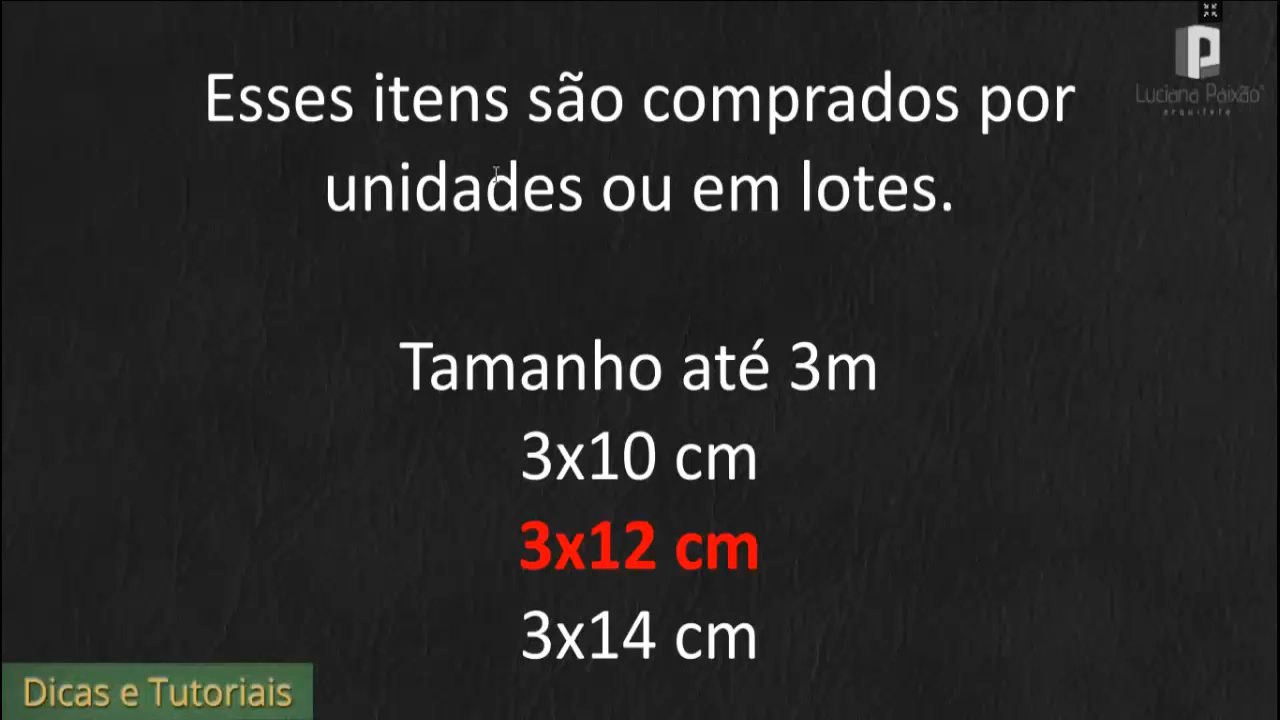 Esses itens são comprados por
unidades ou em lotes.
Tamanho até 3m
3x10 cm
3x12 cm
3x14 cm
Luciana Paixão
arquiteta
Dicas e Tutoriais